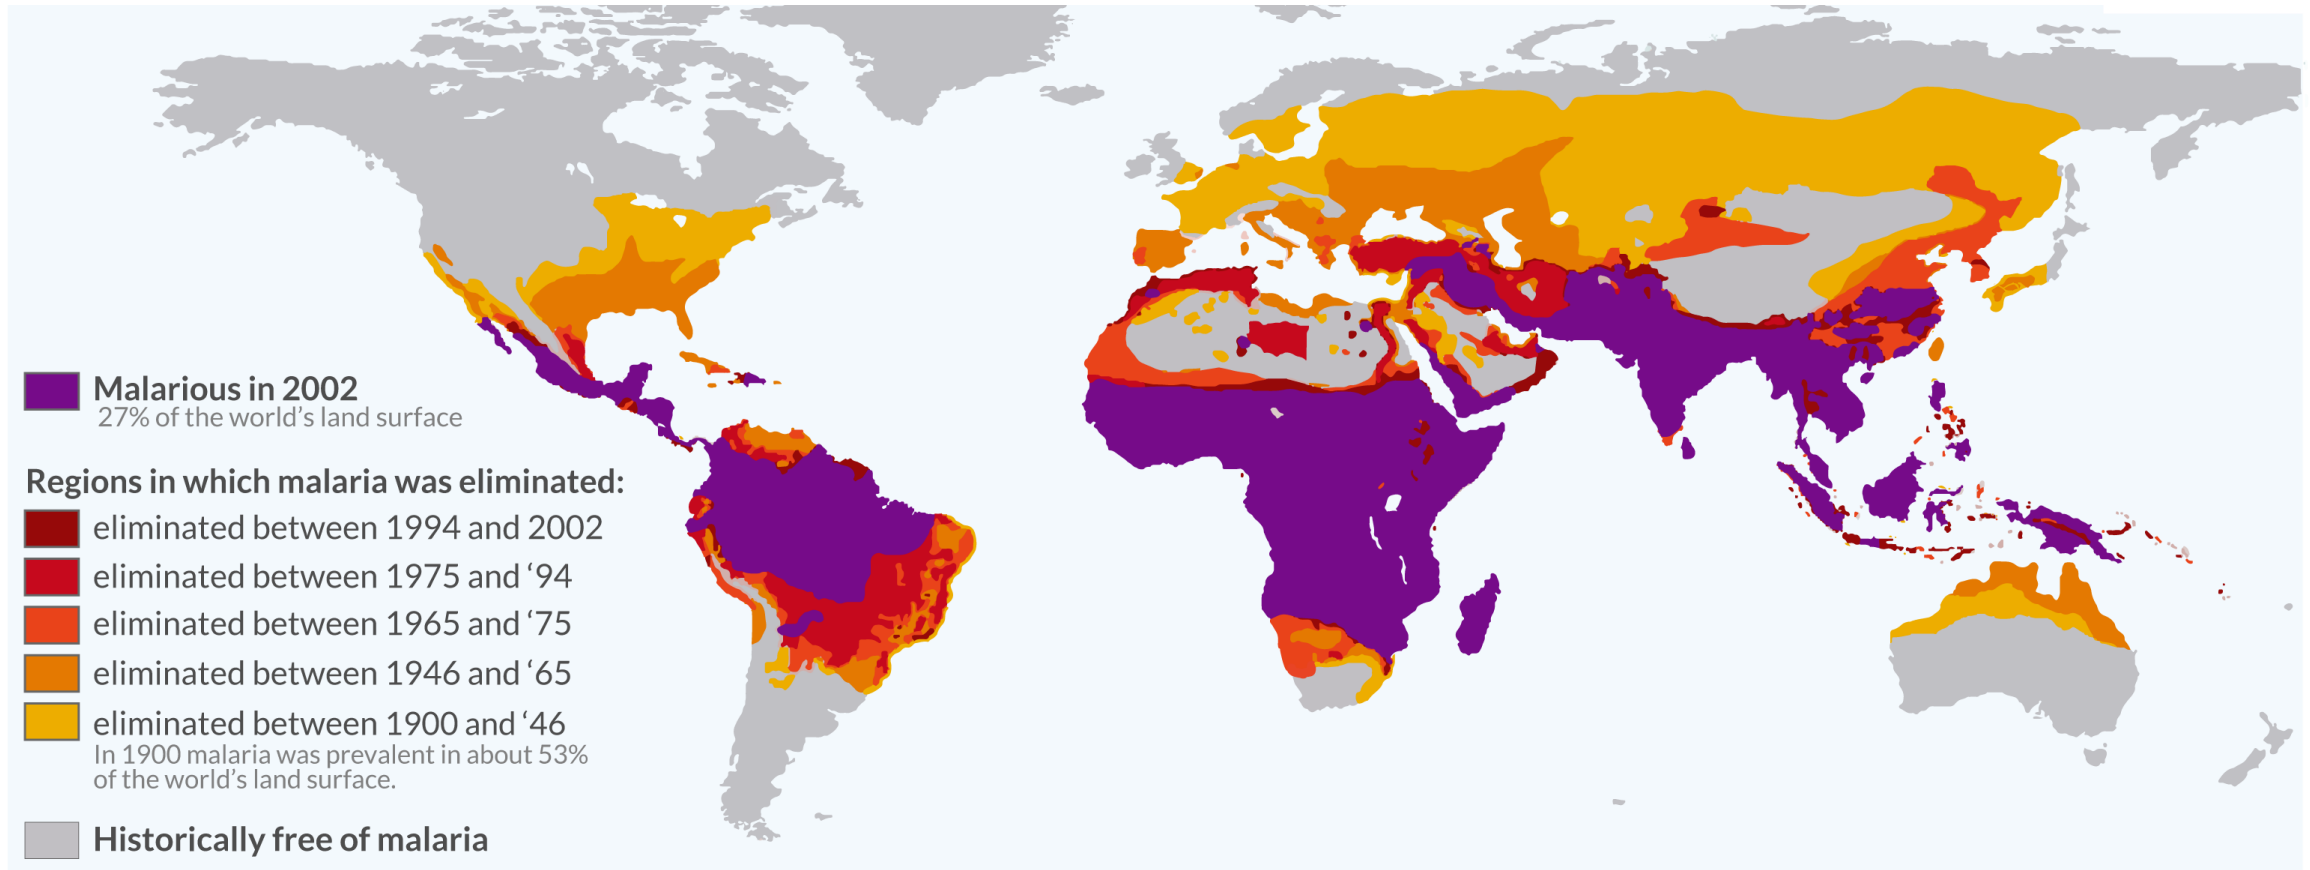 Malarious in 2002
27% of the world's land surface
Regions in which malaria was eliminated:
eliminated between 1994 and 2002
eliminated between 1975 and ‘94
eliminated between 1965 and ‘75
eliminated between 1946 and ‘65
eliminated between 1900 and ‘46
In 1900 malaria was prevalent in about 53%
of the world's land surface.
Historically free of malaria